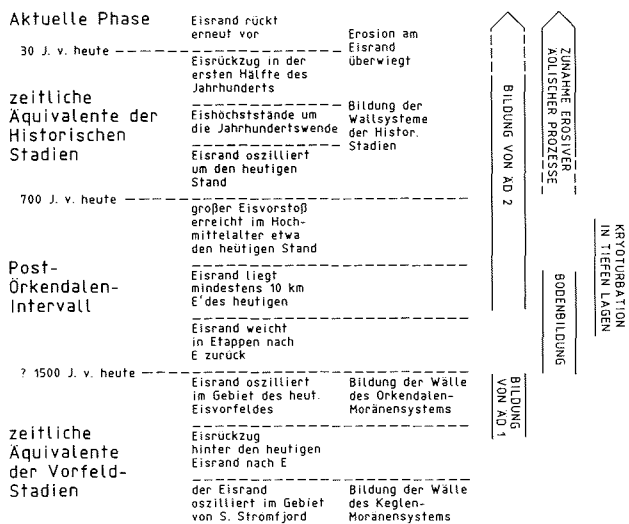 Aktuelle Phase
Eisrand rückt
erneut vor
Erosion am
Eisrand
überwiegt
30 J. v. heute
Eisrückzug in der
ersten Hälfte des
Jahrhunderts
zeitliche
Äquivalente der
Historischen
Stadien
Eishöchststände um
die Jahrhundertswende
Bildung der
Wallsysteme
der Histor.
Stadien
Eisrand oszilliert
um den heutigen
Stand
700 J. v. heute
großer Eisvorstoß
erreicht im Hoch-
mittelalter etwa
den heütigen Stand
Post-
Örkendalen-
Intervall
Eisrand liegt
mindestens 10 km
E'des heutigen
Eisrand weicht
in Etappen nach
E zurück
? 1500 J. v. heute
Eisrand oszilliert
im Gebiet des heut.
Eisvorfeldes
Bildung der Wälle
des Orkendalen-
Moränensystems
zeitliche
Äquivalente
der Vorfeld-
Stadien
Eisrückzug
hinter den heutigen
Eisrand nach E
der Eisrand
oszilliert im Gebiet
von S. Stromfjord
Bildung der Wälle
des Keglen-
Moränensystems
BILDUNG VON ÄD 2
BILDUNG
VON ÄD 1
ZUNAHME EROSIVER
ÄOLISCHER PROZESSE
BODENBILDUNG
KRYOTURBATION
IN TIEFEN LAGEN